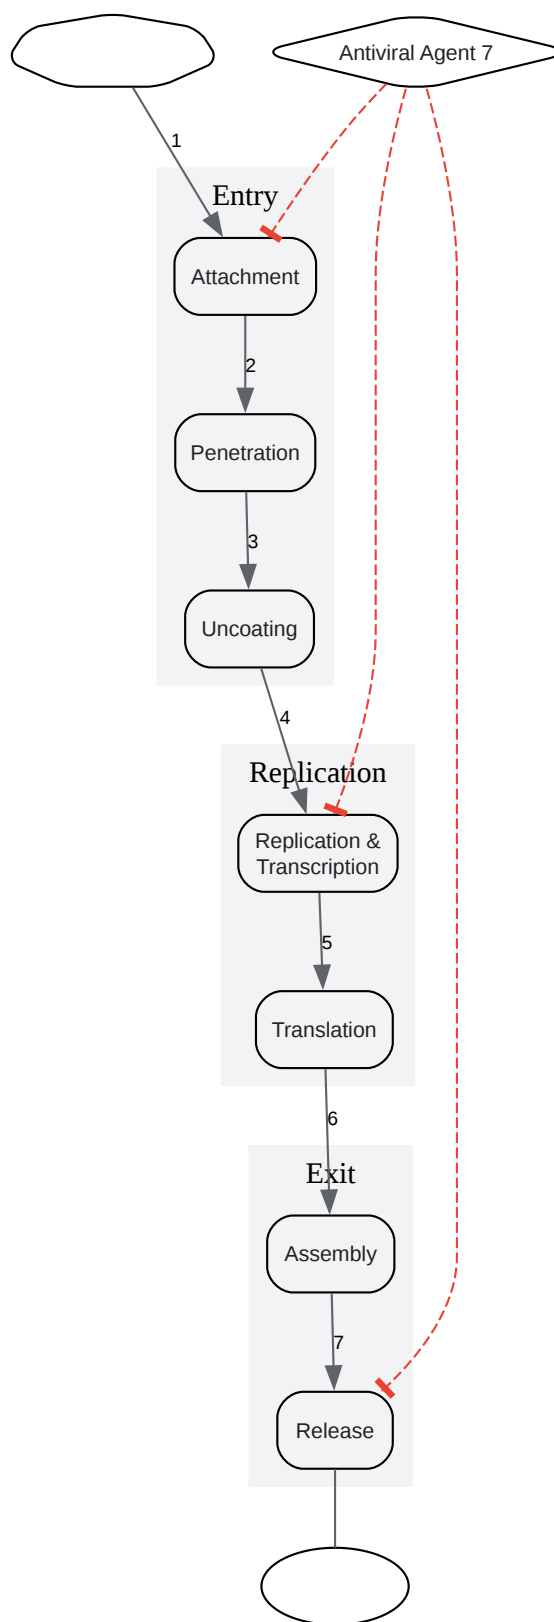 Antiviral Agent 7
1
Entry
Attachment
2
Penetration
3
Uncoating
4
Replication
Replication &
Transcription
5
Translation
6
Exit
Assembly
7
Release